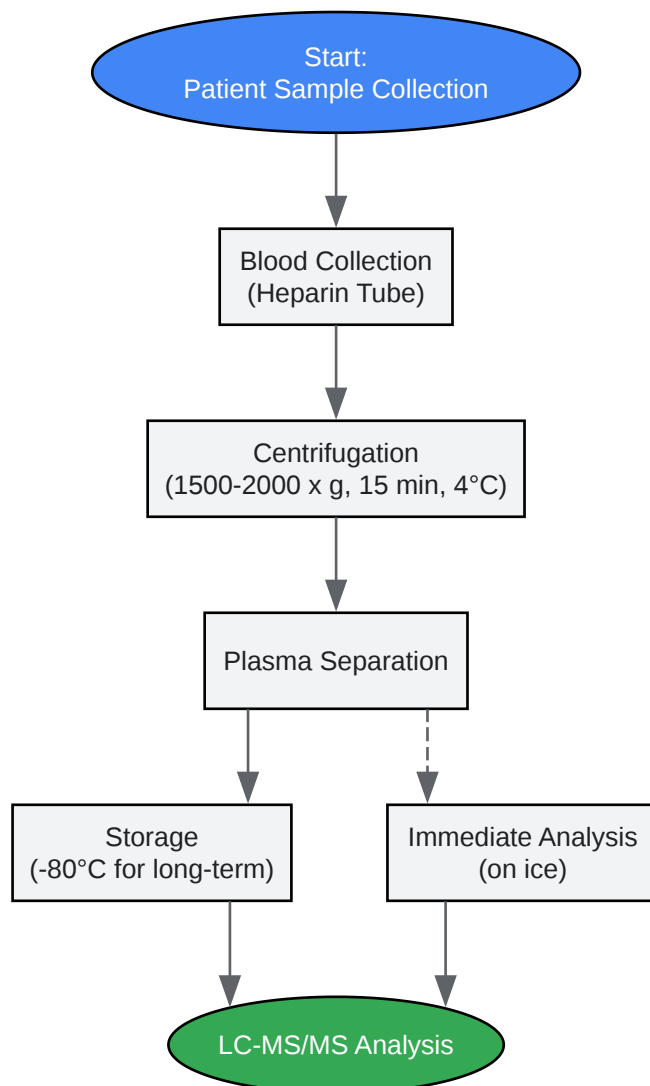 Start:
Patient Sample Collection
Blood Collection
(Heparin Tube)
Centrifugation
(1500-2000 x g, 15 min, 4°C)
Plasma Separation
Storage
(-80°C for long-term)
Immediate Analysis
(on ice)
LC-MS/MS Analysis